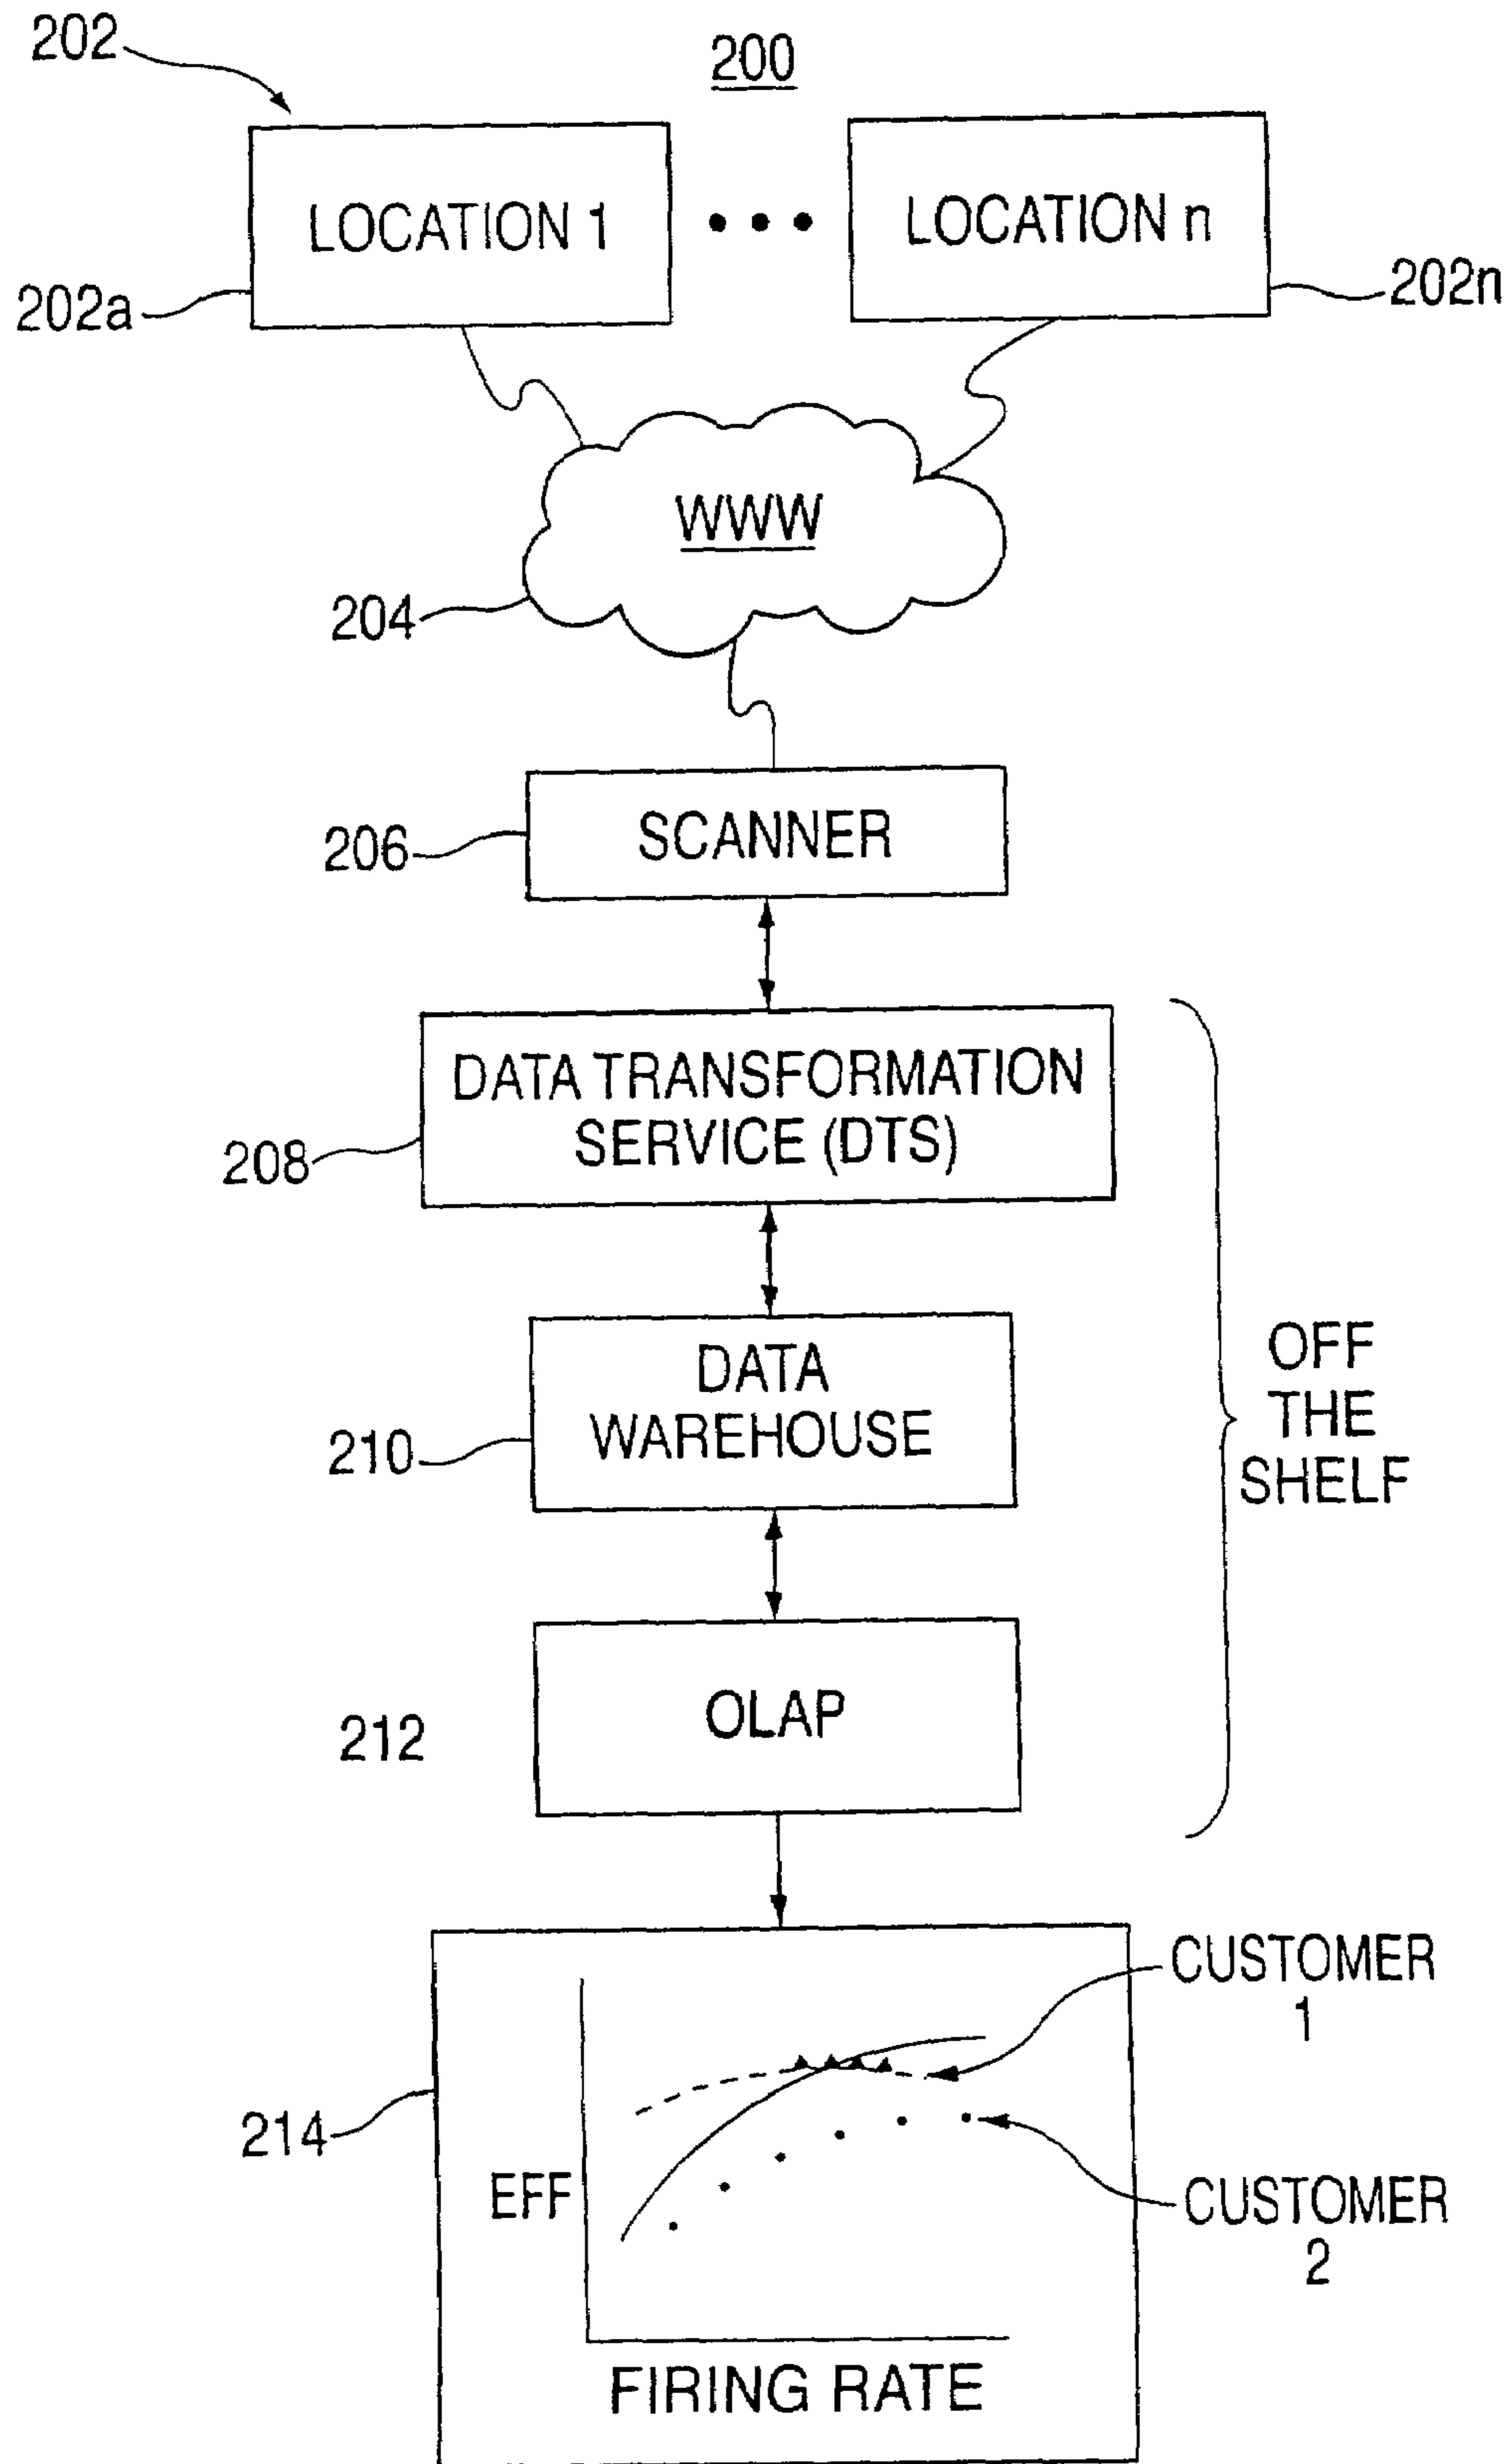 202
200
LOCATION 1
LOCATION n
202a
202n
WWW
204
SCANNER
206
DATA TRANSFORMATION
SERVICE (DTS)
208
DATA
WAREHOUSE
210
OFF
THE
SHELF
OLAP
212
CUSTOMER
1
214
EFF
CUSTOMER
2
FIRING RATE